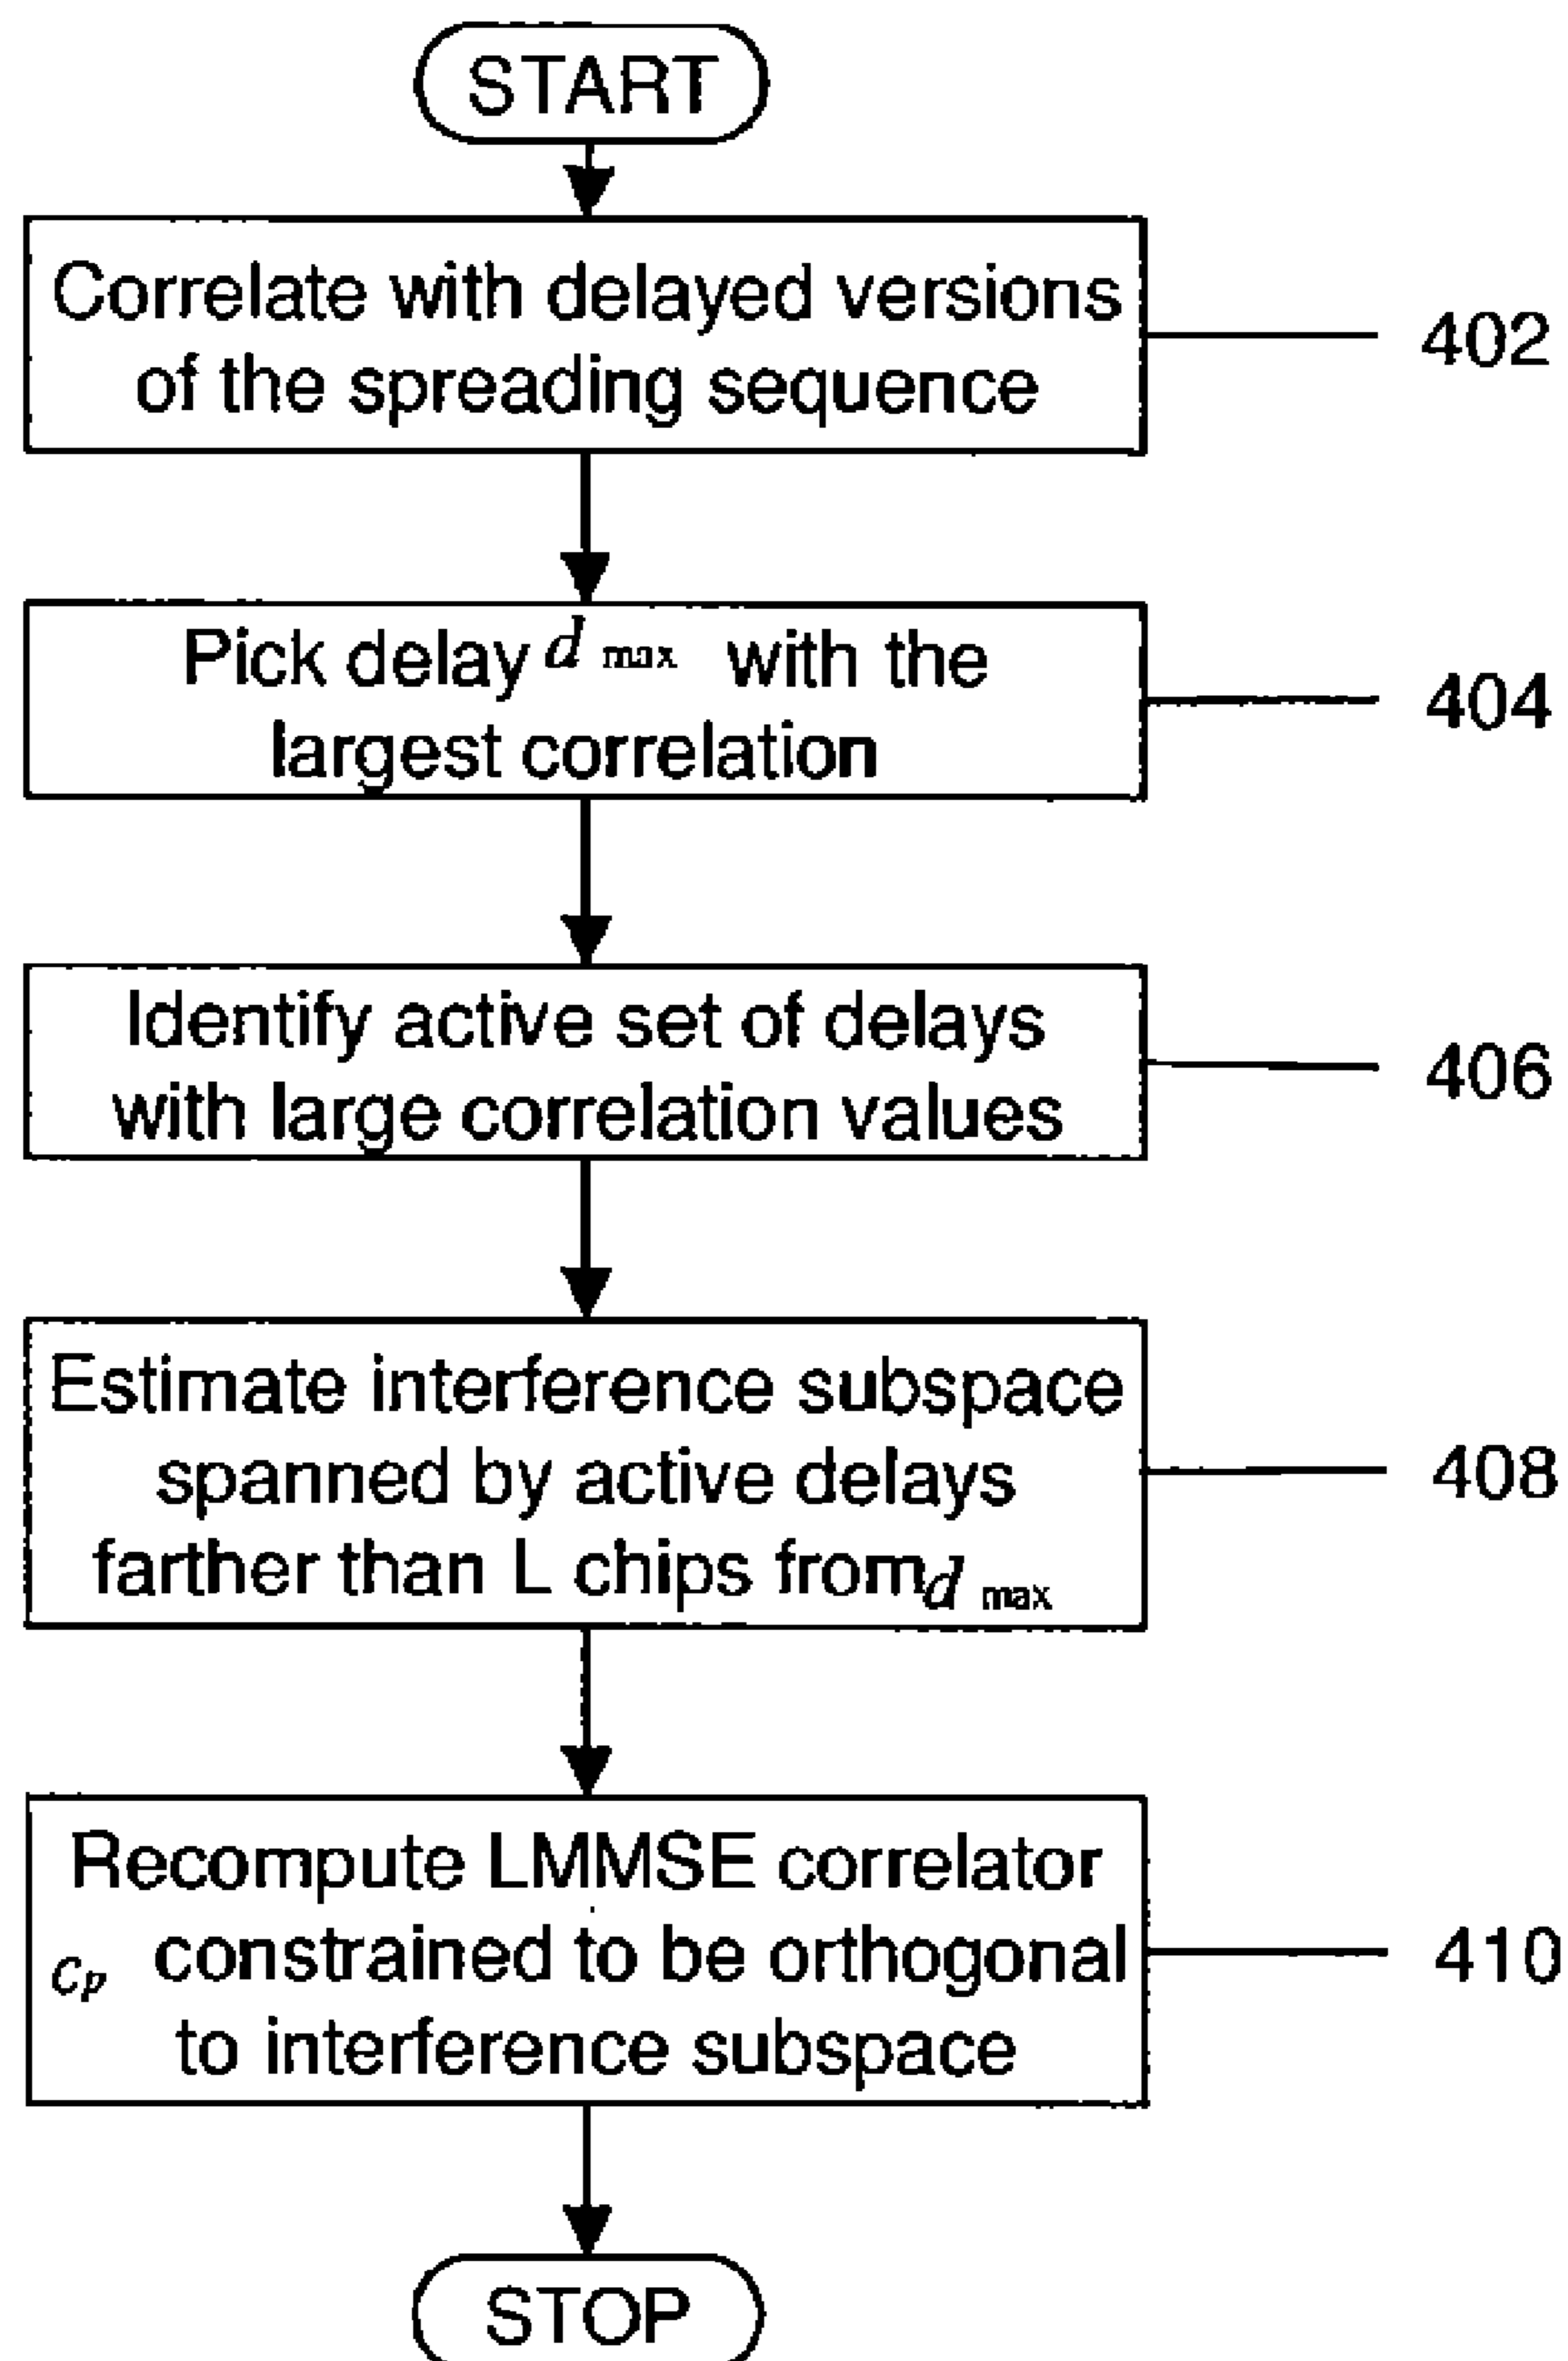 START
Correlate with delayed versions
of the spreading sequence
402
Pick delay d max with the
largest correlation
404
Identify active set of delays
with large correlation values
406
Estimate interference subspace
spanned by active delays
farther than L chips from d max
408
Recompute LMMSE correlator
c p constrained to be orthogonal
to interference subspace
410
STOP